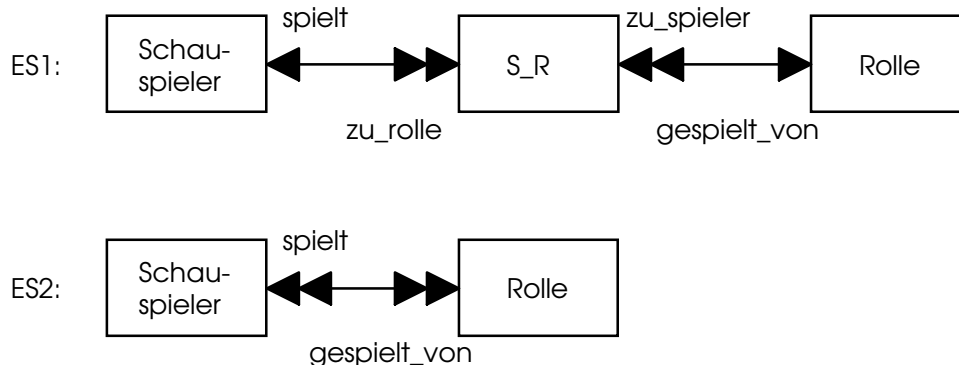 spielt
zu_spieler
ES1:
Schau-
spieler
S_R
Rolle
zu_rolle
gespielt_von
spielt
ES2:
Schau-
spieler
Rolle
gespielt_von